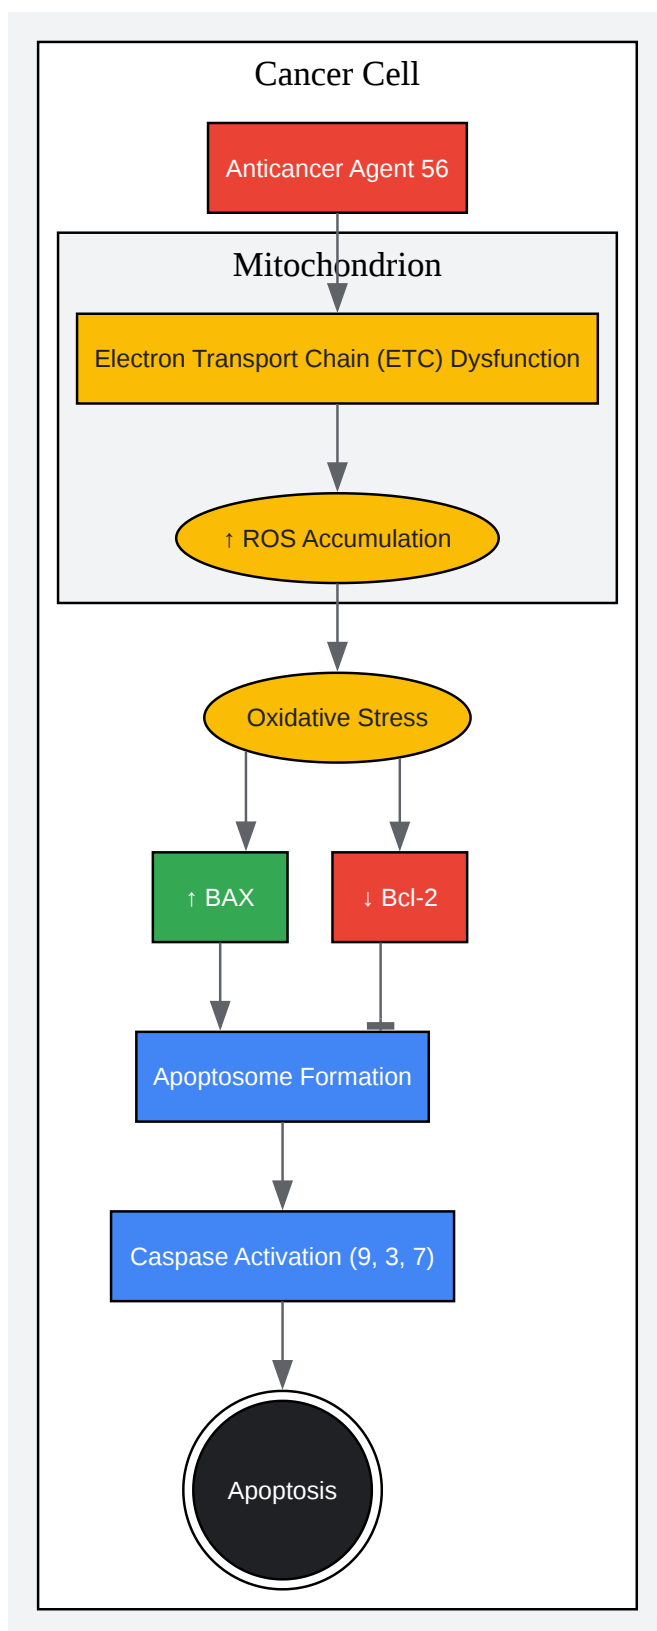 Cancer Cell
Anticancer Agent 56
Mitochondrion
Electron Transport Chain (ETC) Dysfunction
↑ ROS Accumulation
Oxidative Stress
↑ BAX
↓ Bcl-2
Apoptosome Formation
Caspase Activation (9, 3, 7)
Apoptosis